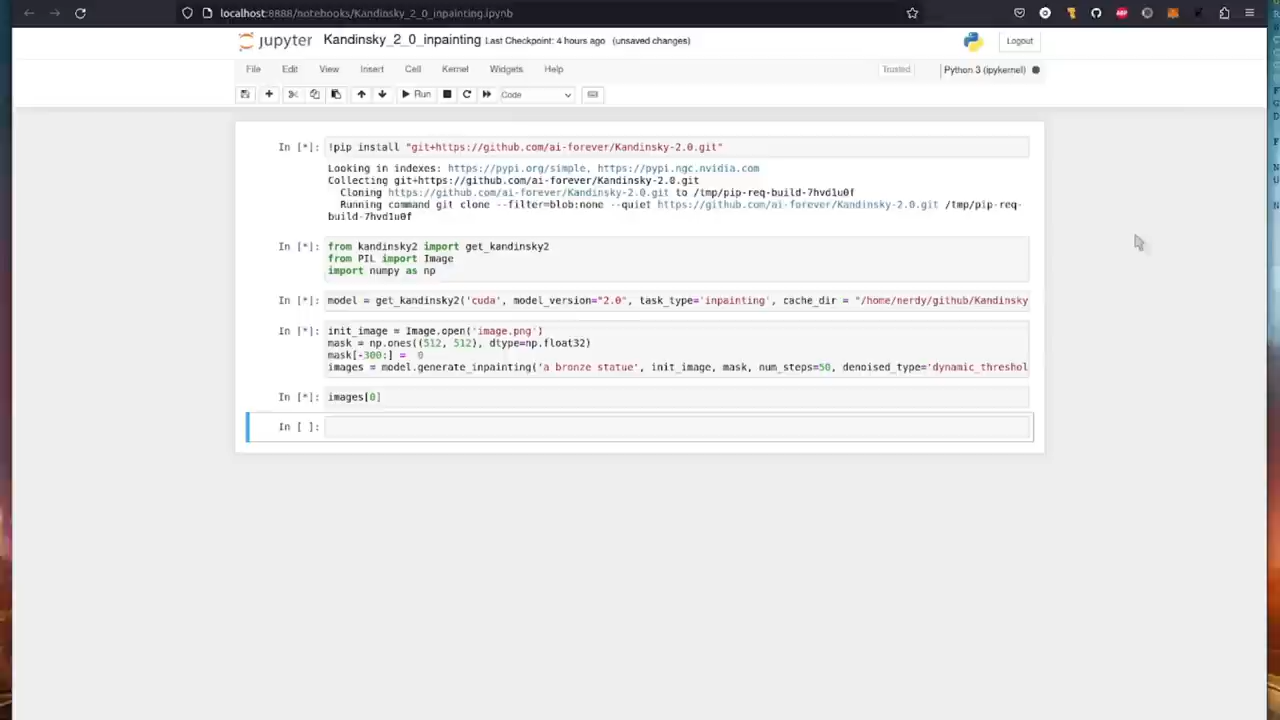 localhost:8888/notebooks/Kandinsky_2_0_inpainting.ipynb
jupyter Kandinsky_2_0_inpainting Last Checkpoint: 4 hours ago (unsaved changes) Logout
File Edit View Insert Cell Kernel Widgets Help Trusted Python 3 (ipykernel)
Run Code
In [*]: !pip install "git+https://github.com/ai-forever/Kandinsky-2.0.git"
Looking in indexes: https://pypi.org/simple, https://pypi.ngc.nvidia.com
Collecting git+https://github.com/ai-forever/Kandinsky-2.0.git
Cloning https://github.com/ai-forever/Kandinsky-2.0.git to /tmp/pip-req-build-7hvd1u0f
Running command git clone --filter=blob:none --quiet https://github.com/ai-forever/Kandinsky-2.0.git /tmp/pip-req-
build-7hvd1u0f
In [*]: from kandinsky2 import get_kandinsky2
from PIL import Image
import numpy as np
In [*]: model = get_kandinsky2('cuda', model_version="2.0", task_type='inpainting', cache_dir = "/home/nerdy/github/Kandinsky
In [*]: init_image = Image.open('image.png')
mask = np.ones((512, 512), dtype=np.float32)
mask[-300:] = 0
images = model.generate_inpainting('a bronze statue', init_image, mask, num_steps=50, denoised_type='dynamic_threshol
In [*]: images[0]
In [ ]: